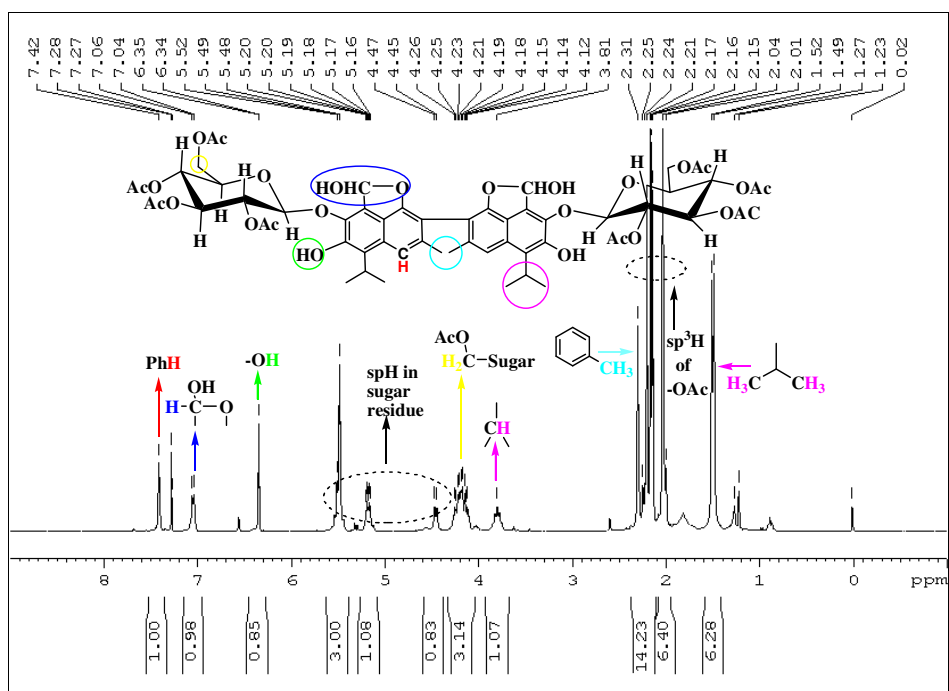 7.42 7.28 7.27 7.06 7.04 6.35 6.34 5.52 5.49 5.48 5.20 5.20 5.19 5.18 5.17 5.16 4.47 4.45 4.26 4.25 4.23 4.21 4.19 4.18 4.15 4.14 4.12 3.81 2.31 2.25 2.24 2.21 2.17 2.16 2.15 2.04 2.01 1.52 1.49 1.27 1.23 0.02
OAc
H
AcO
O
H
AcO
H
OAc
H
H
O
HO
HOHC
O
O
CHOH
C
H
OH
O
O
OAc
H
OAc
OAC
H
AcO
H
PhH
OH
H-C-O
-OH
spH in
sugar
residue
AcO
H2C-Sugar
CH
CH3
sp3H
of
-OAc
H3C
CH3
8 7 6 5 4 3 2 1 0 ppm
1.00 0.98 0.85 3.00 1.08 0.83 3.14 1.07 14.23 6.40 6.28